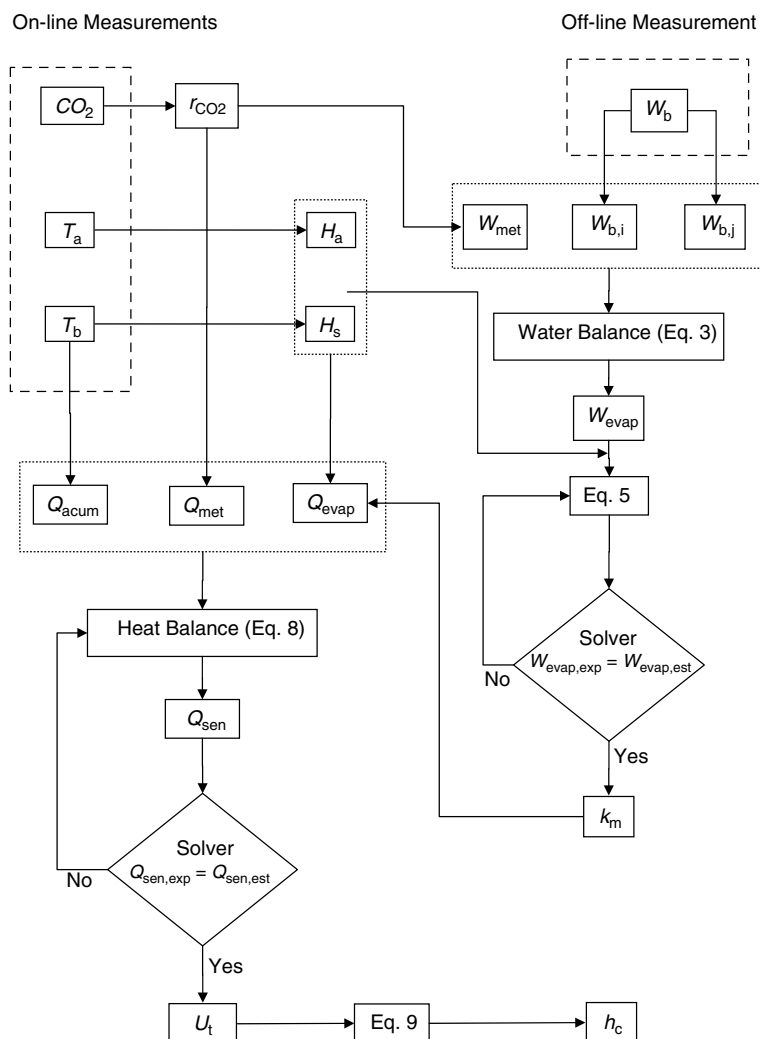 On-line Measurements
Off-line Measurement
CO2
rCO2
Wb
Ta
Ha
Wmet
Wb,i
Wb,j
Tb
Hs
Water Balance (Eq. 3)
Wevap
Qacum
Qmet
Qevap
Eq. 5
Heat Balance (Eq. 8)
Solver
Wevap,exp = Wevap,est
No
Qsen
Yes
km
Solver
Qsen,exp = Qsen,est
No
Yes
Ut
Eq. 9
hc